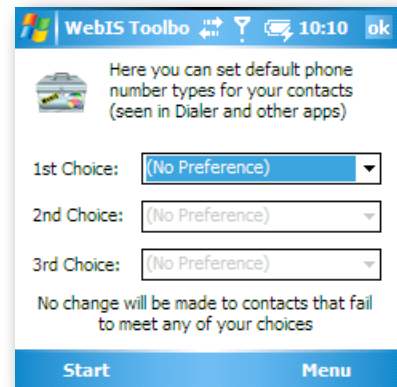 WebIS Toolbo 10:10 ok
Here you can set default phone
number types for your contacts
(seen in Dialer and other apps)
1st Choice: (No Preference)
2nd Choice: (No Preference)
3rd Choice: (No Preference)
No change will be made to contacts that fail
to meet any of your choices
Start Menu